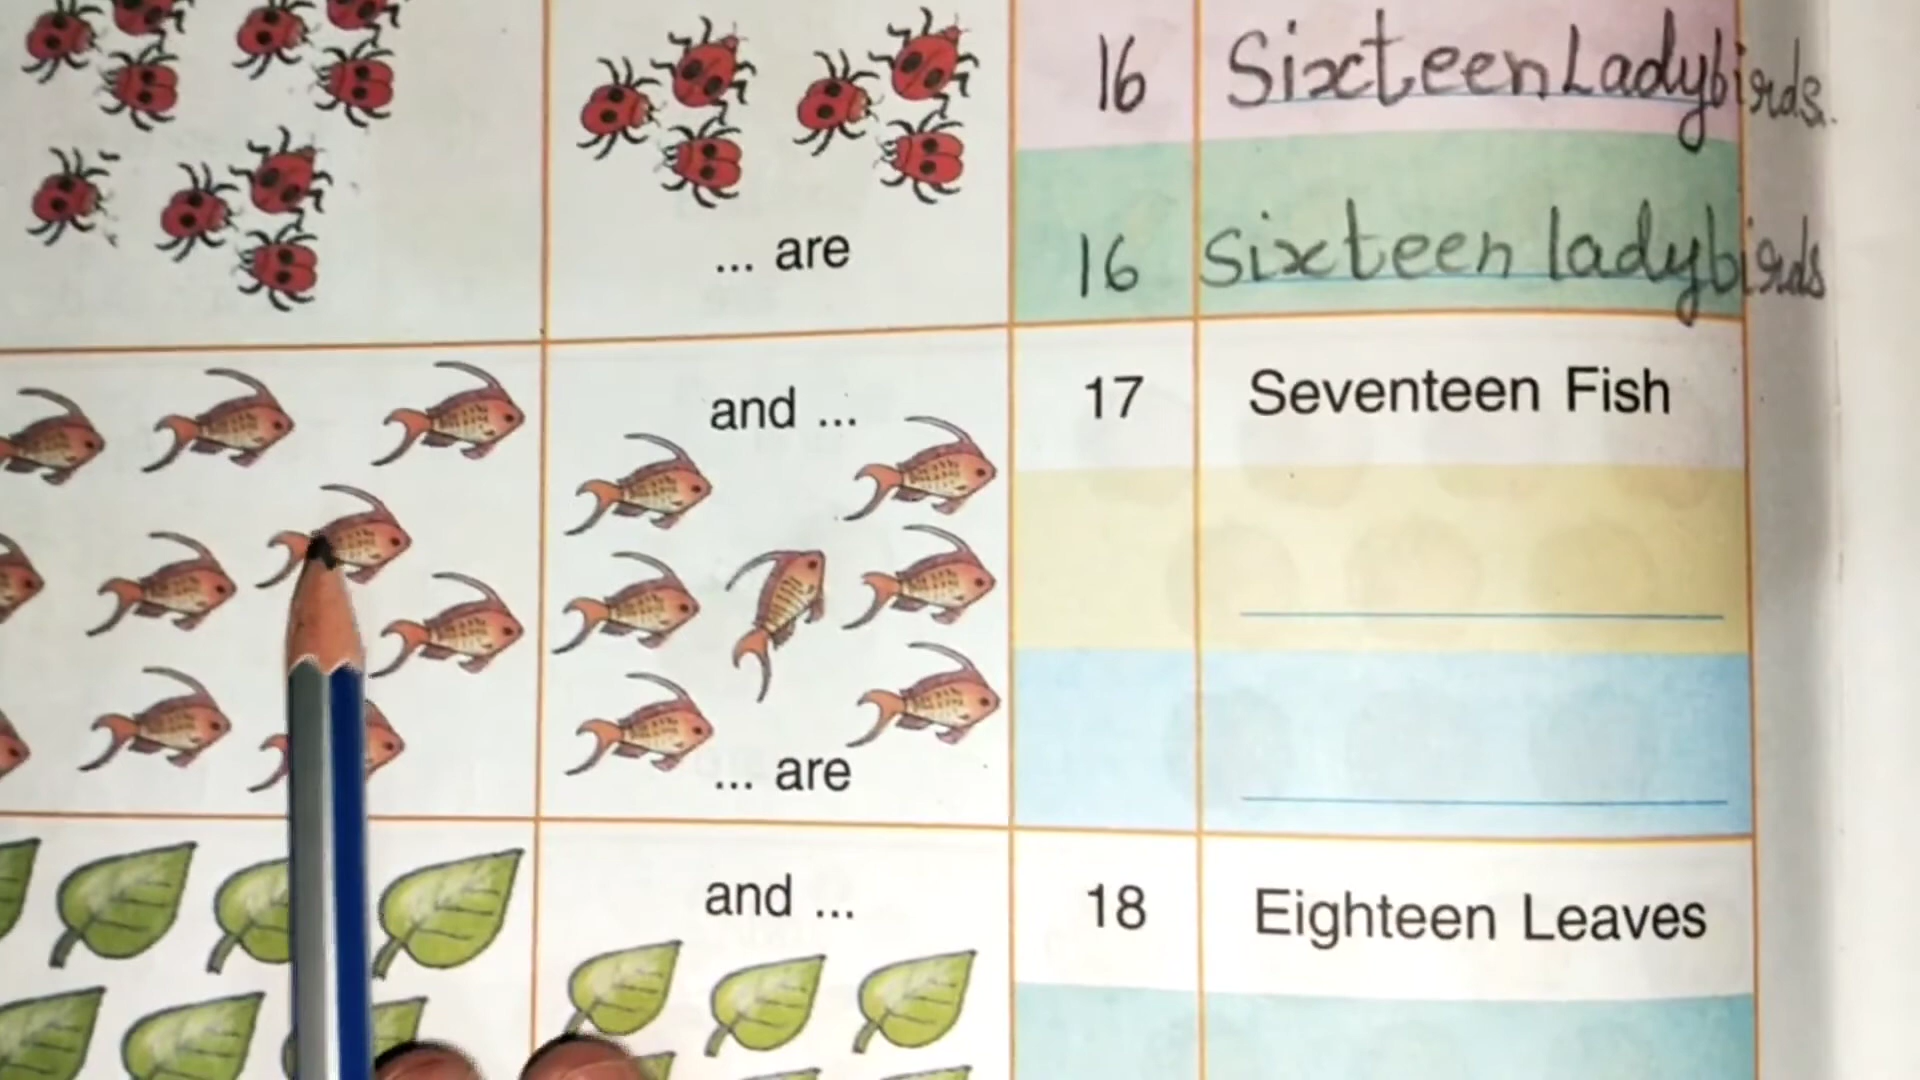 16 Sixteen Ladybirds.
... are
16 Sixteen ladybirds
and ...
17 Seventeen Fish
... are
and ...
18 Eighteen Leaves